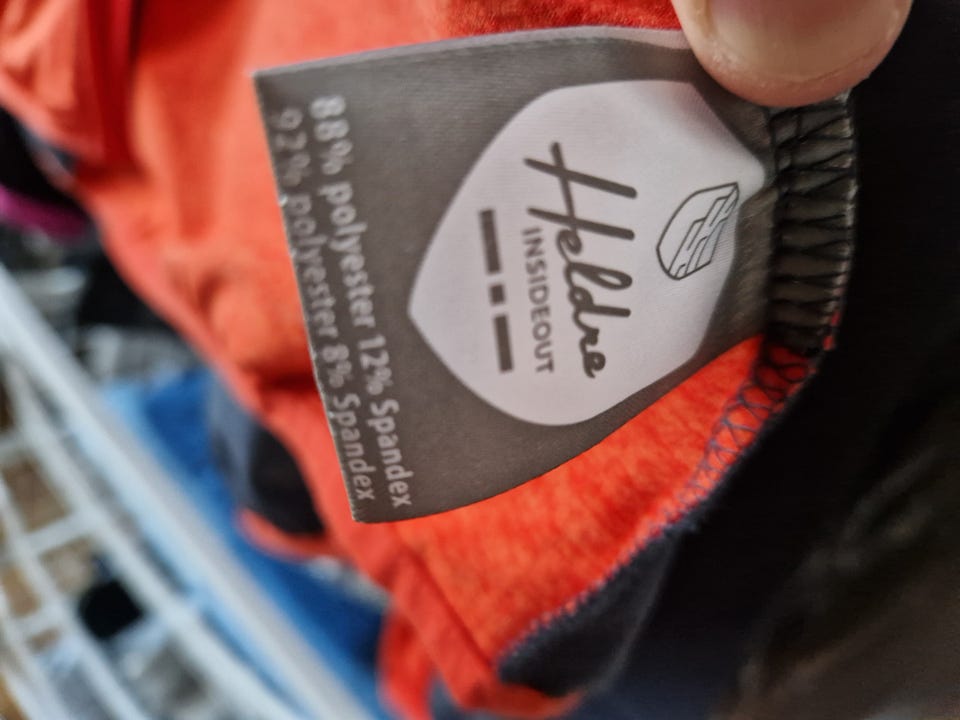 Heldre
INSIDEOUT
88% polyester 12% Spandex
92% polyester 8% Spandex